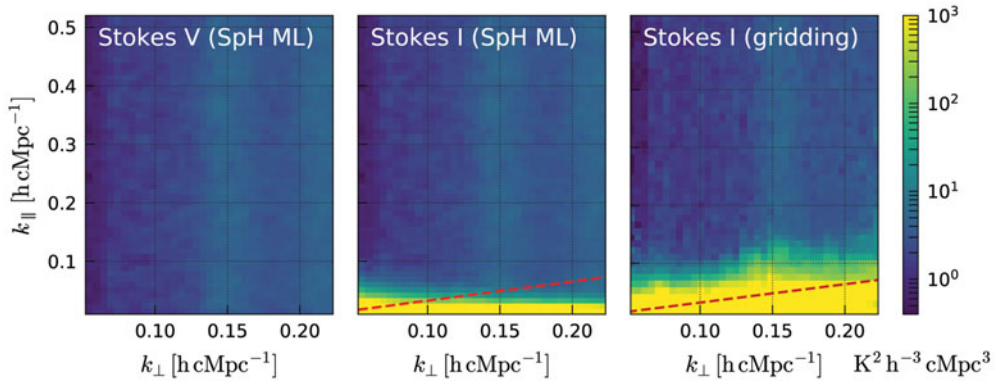 Stokes V (SpH ML)
Stokes I (SpH ML)
Stokes I (gridding)
0.5
0.4
0.3
0.2
0.1
k∥ [h cMpc⁻¹]
0.10 0.15 0.20
0.10 0.15 0.20
0.10 0.15 0.20
k⊥ [h cMpc⁻¹]
k⊥ [h cMpc⁻¹]
k⊥ [h cMpc⁻¹]
10³
10²
10¹
10⁰
K² h⁻³ cMpc³